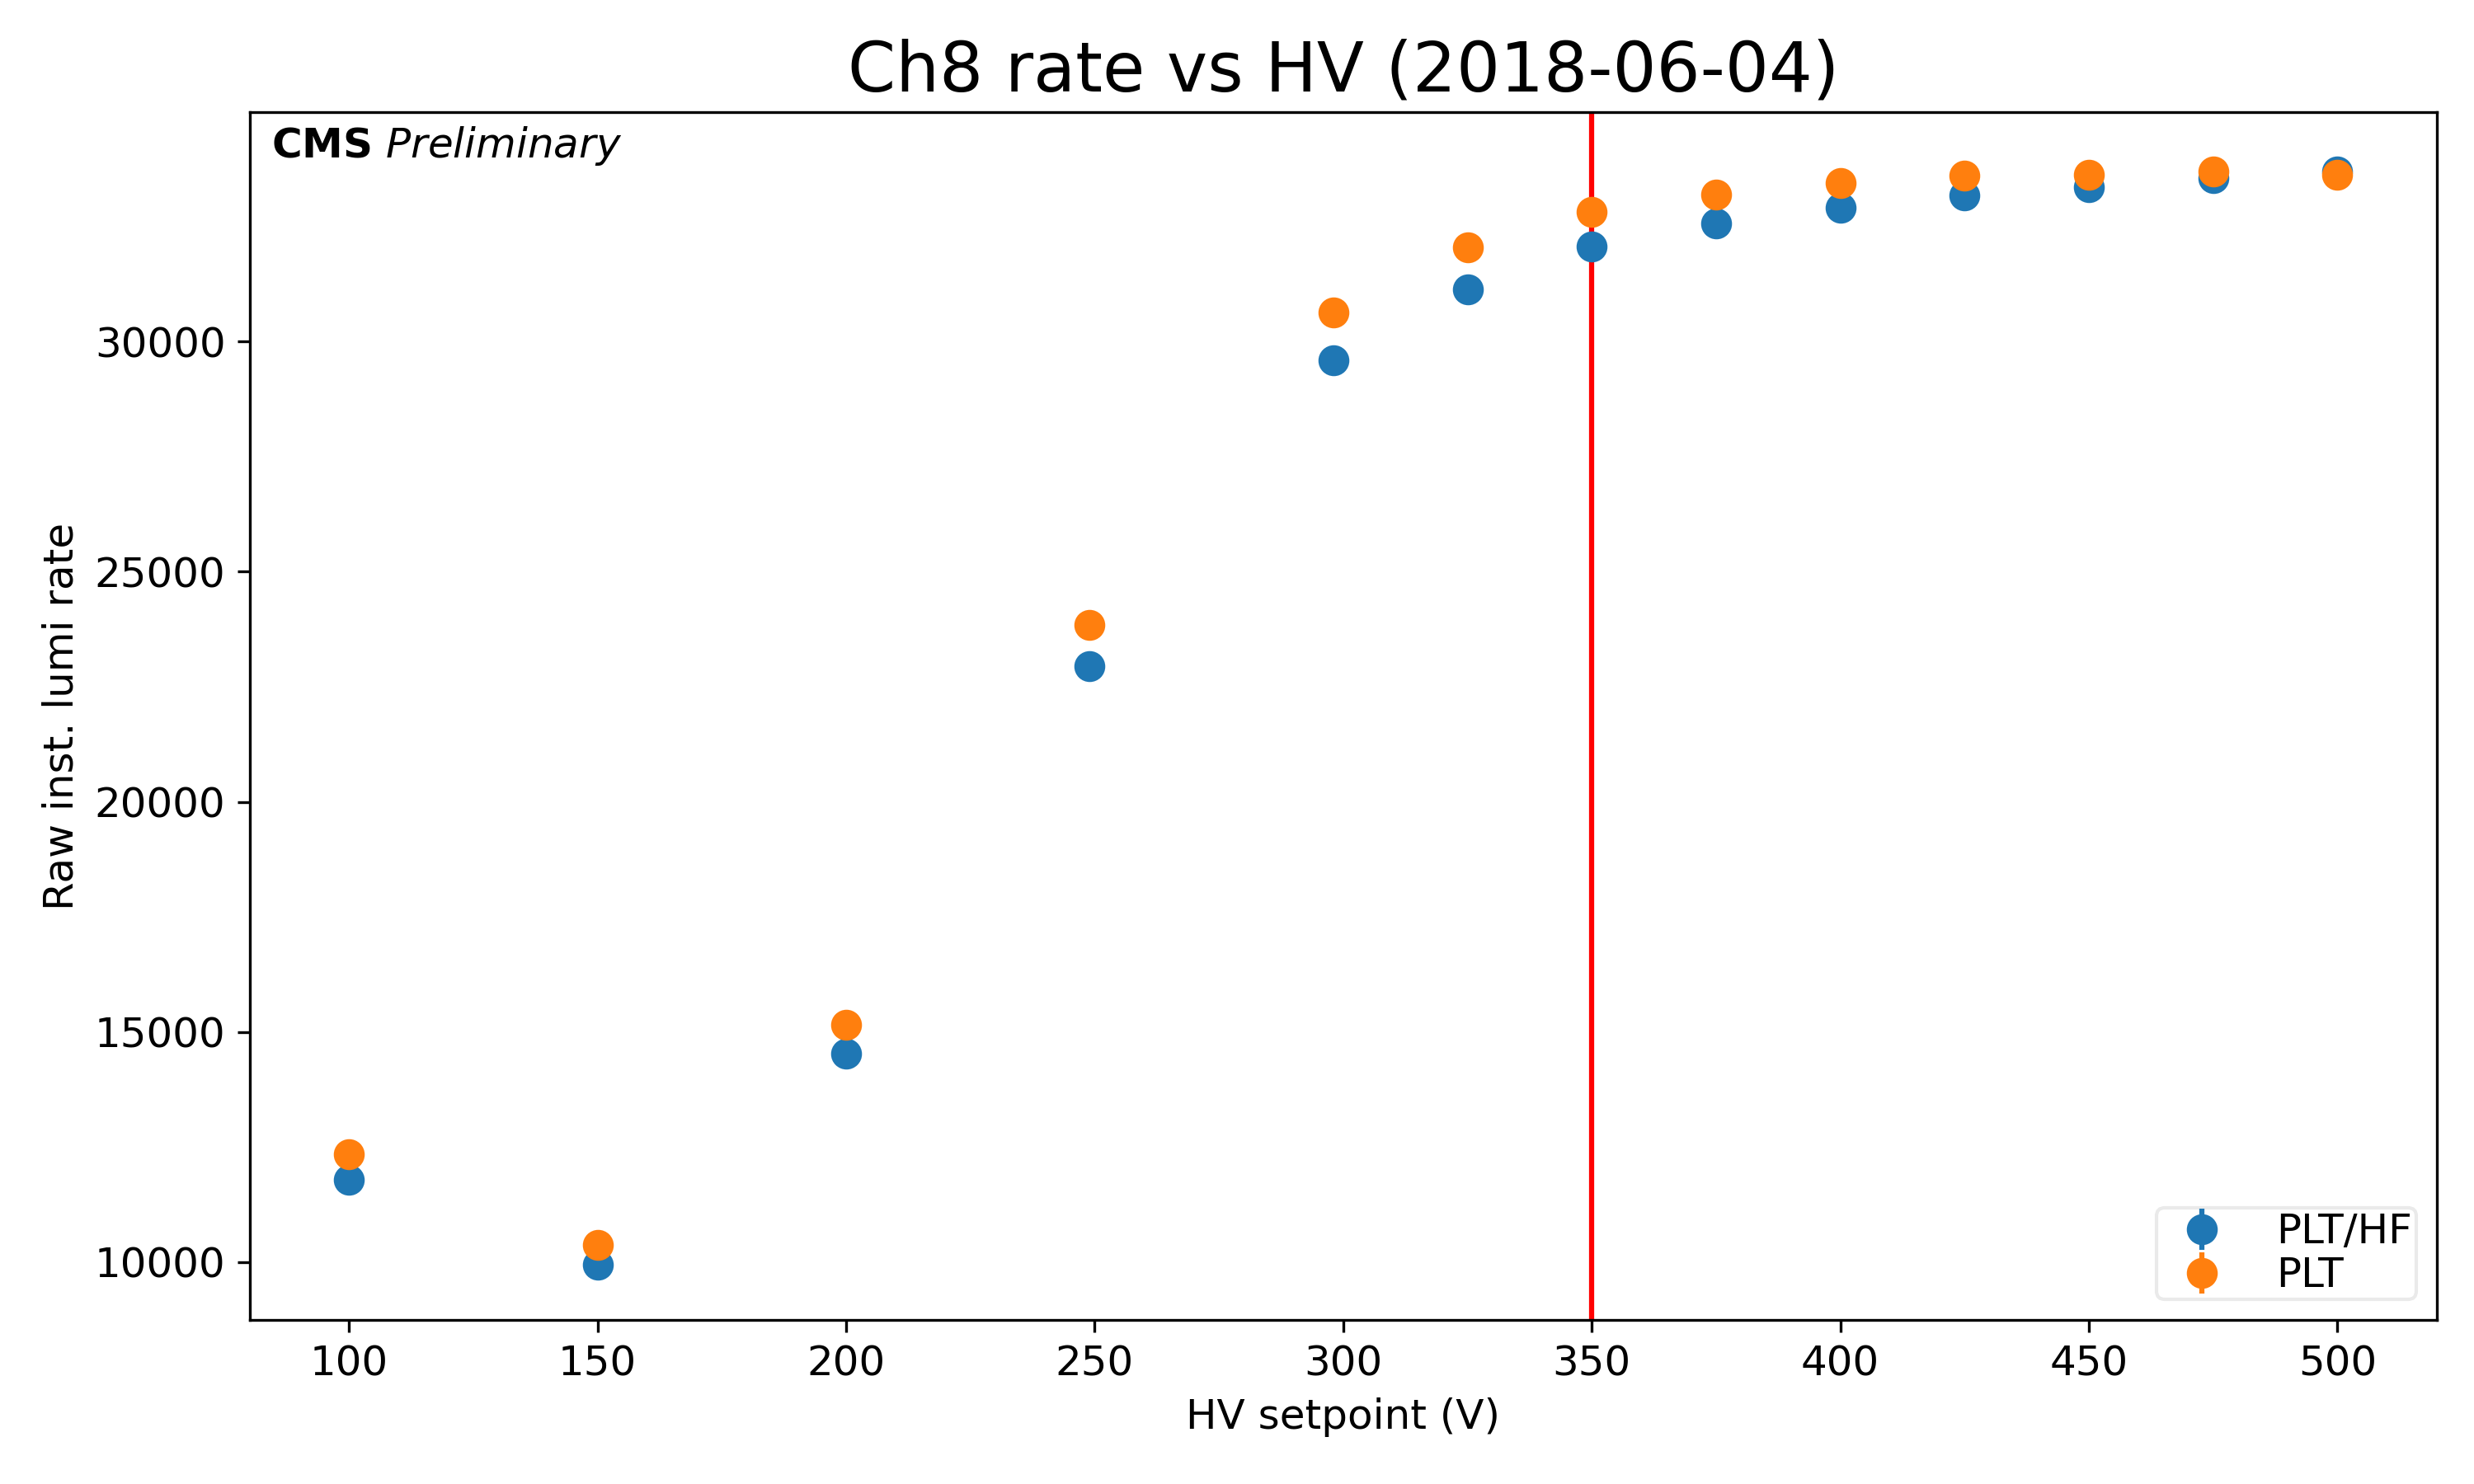 Ch8 rate vs HV (2018-06-04)
CMS Preliminary
Raw inst. lumi rate
30000
25000
20000
15000
10000
100 150 200 250 300 350 400 450 500
HV setpoint (V)
PLT/HF
PLT